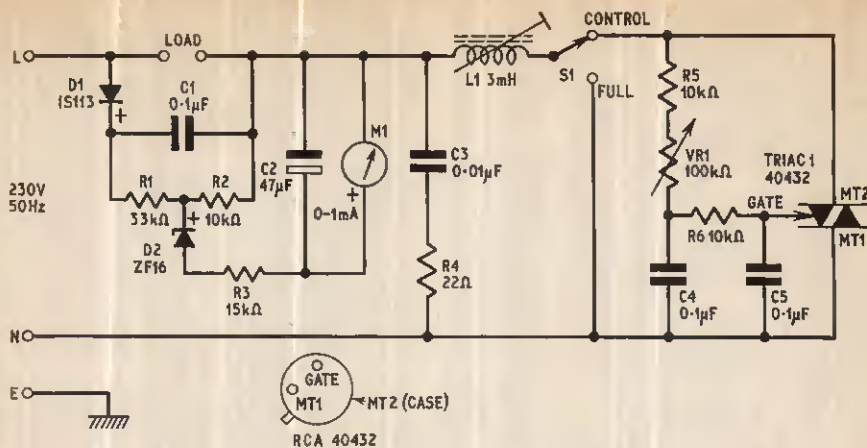 L
LOAD
D1
1S113
+
C1
0·1µF
R1
33kΩ
R2
10kΩ
+
D2
ZF16
R3
15kΩ
C2
47µF
M1
+
0-1mA
C3
0·01µF
R4
22Ω
L1 3mH
S1
CONTROL
FULL
R5
10kΩ
VR1
100kΩ
TRIAC 1
40432
GATE
MT2
MT1
R6 10kΩ
C4
0·1µF
C5
0·1µF
230V
50Hz
N
E
GATE
MT1
MT2 (CASE)
RCA 40432